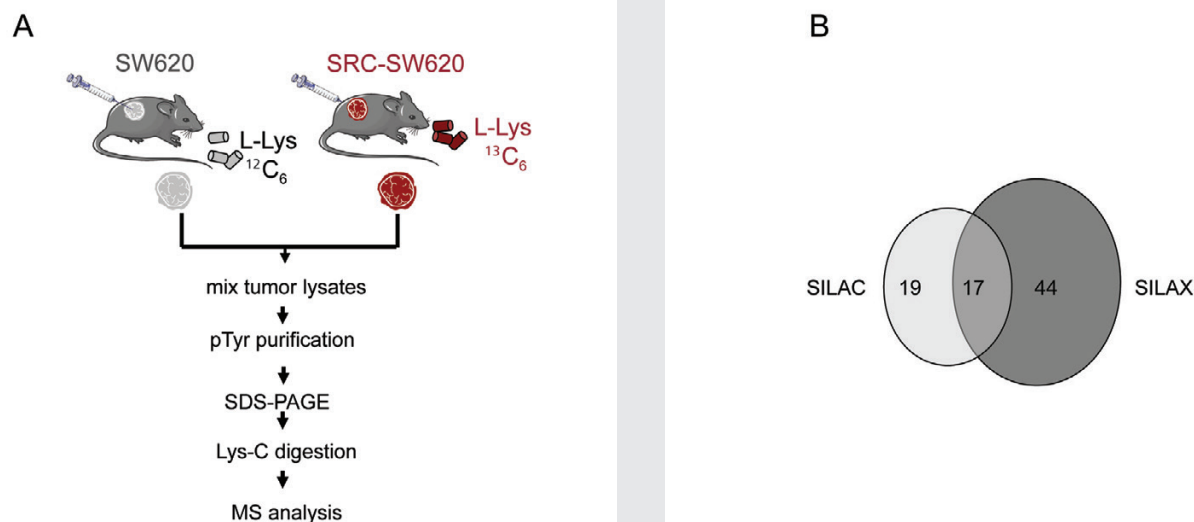 A
SW620
SRC-SW620
L-Lys
¹²C₆
L-Lys
¹³C₆
mix tumor lysates
pTyr purification
SDS-PAGE
Lys-C digestion
MS analysis
B
SILAC 19 17 44 SILAX